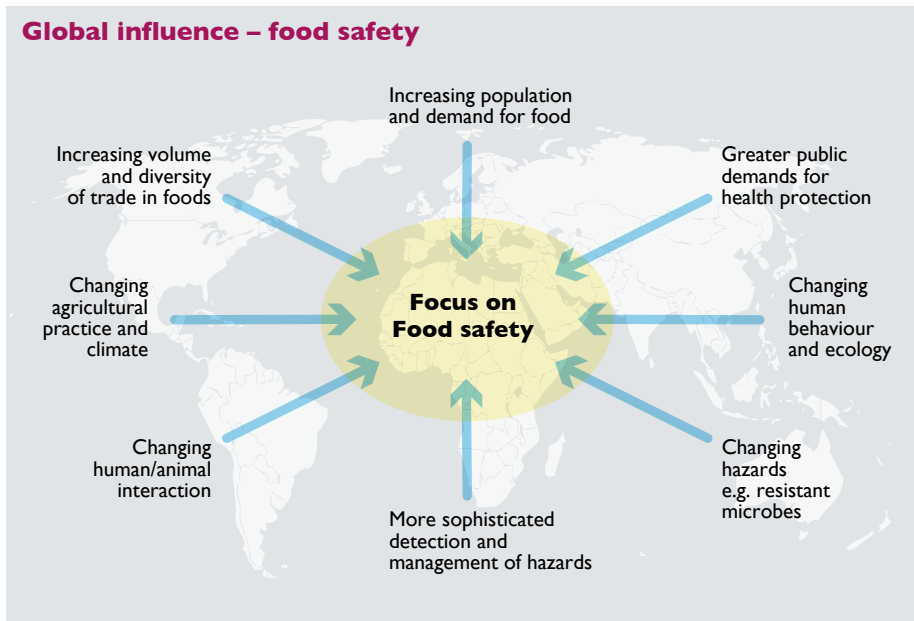 Global influence – food safety
Increasing population
and demand for food
Increasing volume
and diversity
of trade in foods
Greater public
demands for
health protection
Changing
agricultural
practice and
climate
Focus on
Food safety
Changing
human
behaviour
and ecology
Changing
human/animal
interaction
More sophisticated
detection and
management of hazards
Changing
hazards
e.g. resistant
microbes